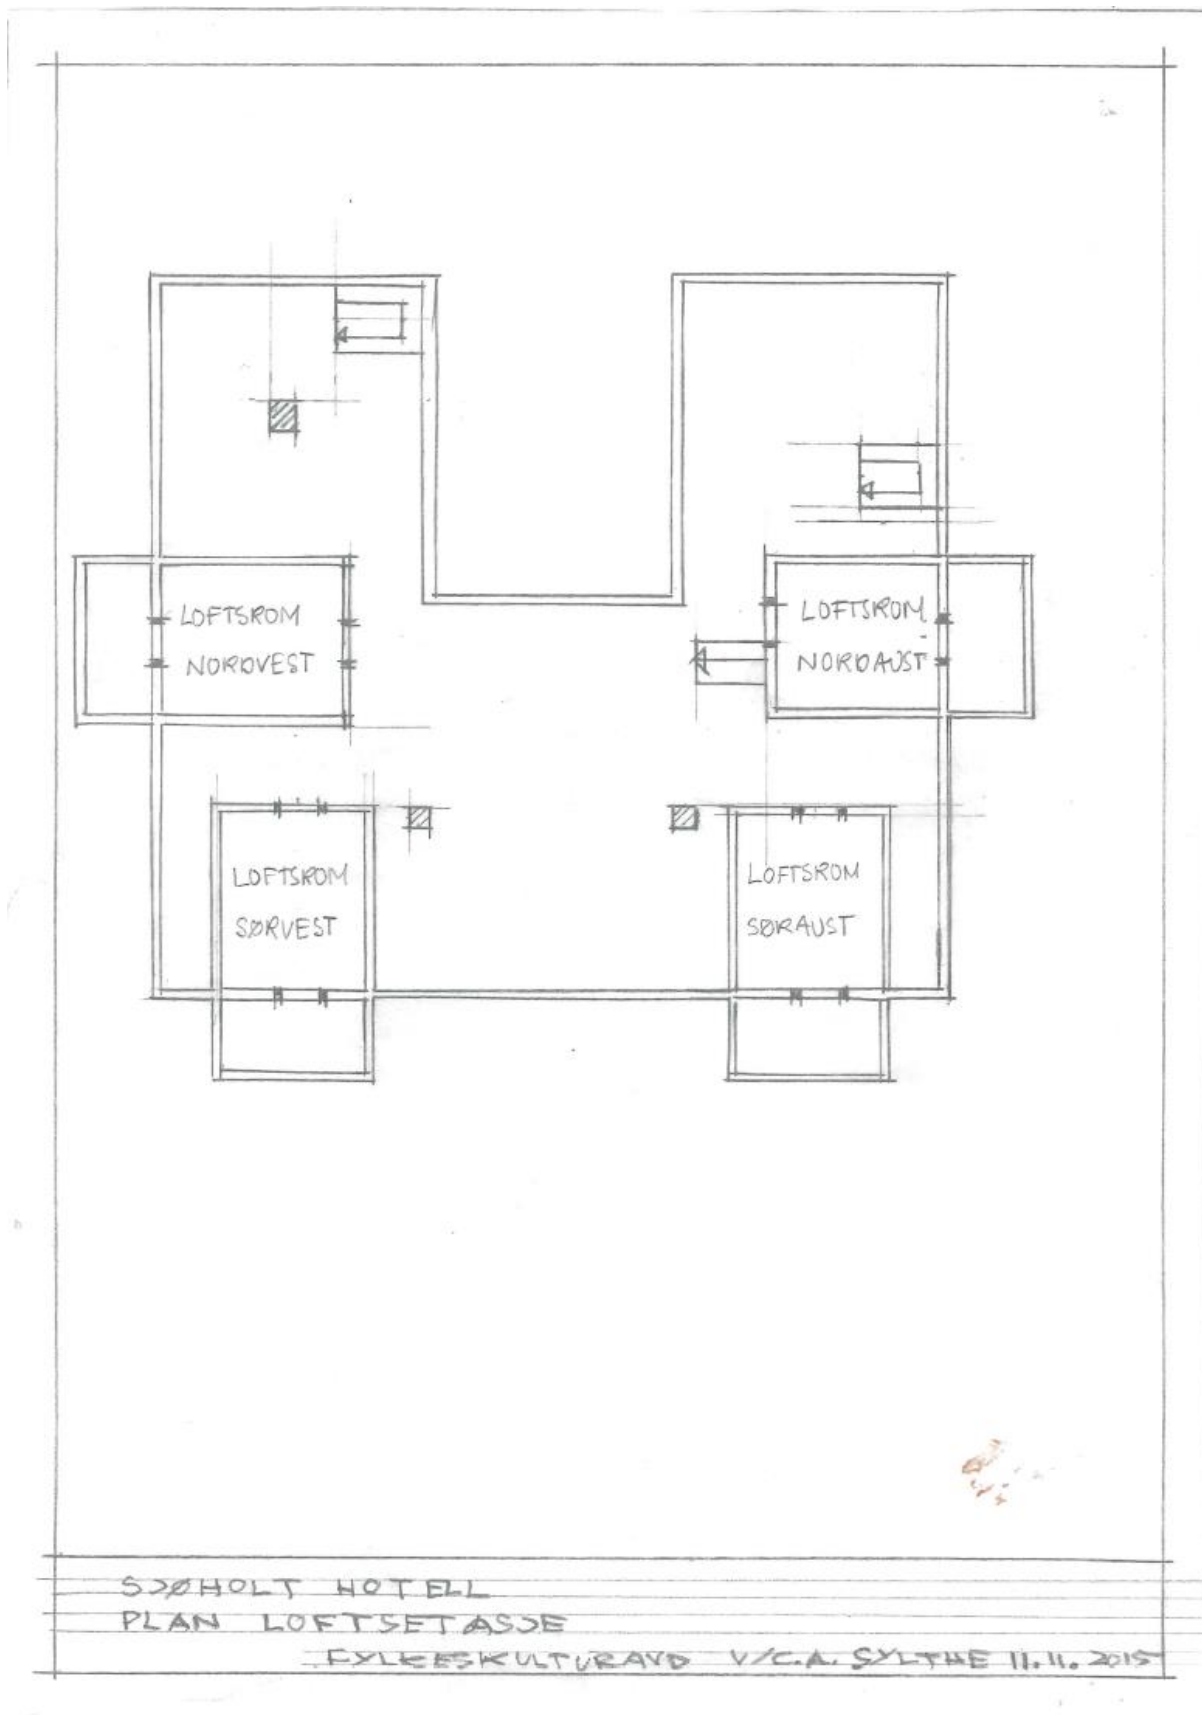 LOFTSROM
NORDVEST
LOFTSROM
NORDAUST
LOFTSROM
SØRVEST
LOFTSROM
SØRAUST
SJØHOLT HOTELL
PLAN LOFTSETASJE
FYLKESKULTURAVD V/C.A. SYLTHE 11.11.2015